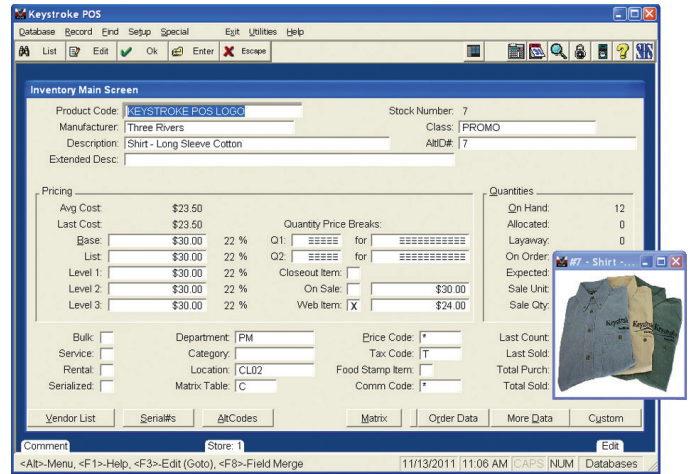 Keystroke POS
Database Record Find Setup Special Exit Utilities Help
List Edit Ok Enter Escape
Inventory Main Screen
Product Code: KEYSTROKE POS LOGO Stock Number: 7
Manufacturer: Three Rivers Class: PROMO
Description: Shirt - Long Sleeve Cotton AltID#: 7
Extended Desc:
Pricing Quantities
Avg Cost: $23.50 On Hand: 12
Last Cost: $23.50 Quantity Price Breaks: Allocated: 0
Base: $30.00 22 % Q1: for Layaway: 0
List: $30.00 22 % Q2: for On Order:
Level 1: $30.00 22 % Closeout Item: Expected:
Level 2: $30.00 22 % On Sale: $30.00 Sale Unit:
Level 3: $30.00 22 % Web Item: X $24.00 Sale Qty:
#7 - Shirt -...
Keystroke Keystroke Keystroke
Bulk: Department: PM Price Code: * Last Count:
Service: Category: Tax Code: T Last Sold:
Rental: Location: CL02 Food Stamp Item: Total Purch:
Serialized: Matrix Table: C Comm Code: * Total Sold:
Vendor List Serial#s AltCodes Matrix Order Data More Data Custom
Comment Store: 1 Edit
<Alt>-Menu, <F1>-Help, <F3>-Edit (Goto), <F8>-Field Merge 11/13/2011 11:06 AM CAPS NUM Databases